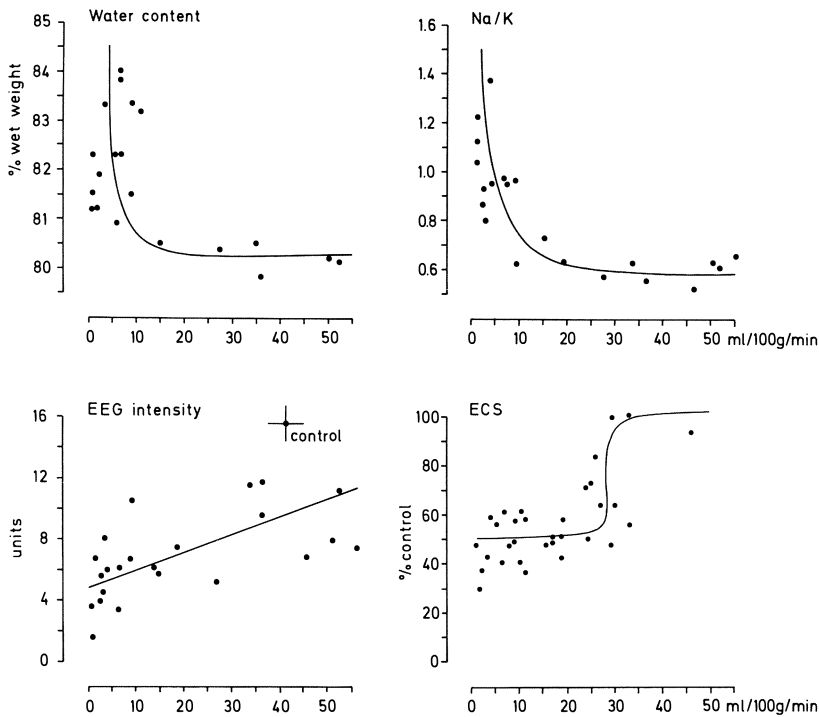 Water content
85
84
83
82
81
80
% wet weight
0 10 20 30 40 50
Na/K
1.6
1.4
1.2
1.0
0.8
0.6
0 10 20 30 40 50 ml/100g/min
EEG intensity
control
16
12
8
4
0
units
0 10 20 30 40 50
ECS
100
80
60
40
20
0
% control
0 10 20 30 40 50 ml/100g/min